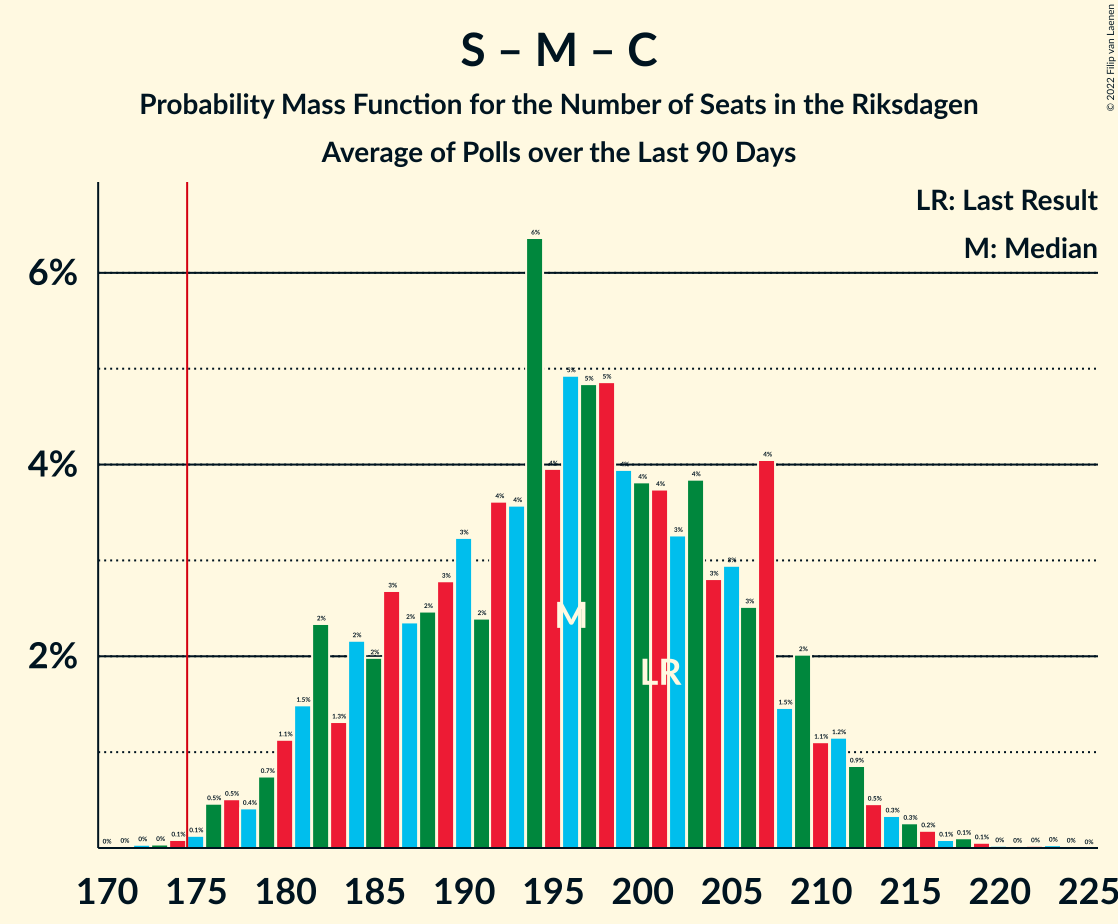 S – M – C
Probability Mass Function for the Number of Seats in the Riksdagen
Average of Polls over the Last 90 Days
© 2022 Filip van Laenen
LR: Last Result
M: Median
6%
4%
2%
0% 0% 0% 0% 0.1% 0.1% 0.5% 0.5% 0.4% 0.7% 1.1% 1.5% 2% 1.3% 2% 2% 3% 2% 2% 3% 3% 2% 4% 4% 6% 4% 5% 5% 5% 4% 4% 4% 3% 4% 3% 3% 3% 4% 1.5% 2% 1.1% 1.2% 0.9% 0.5% 0.3% 0.3% 0.2% 0.1% 0.1% 0.1% 0% 0% 0% 0% 0% 0%
M
LR
170 175 180 185 190 195 200 205 210 215 220 225